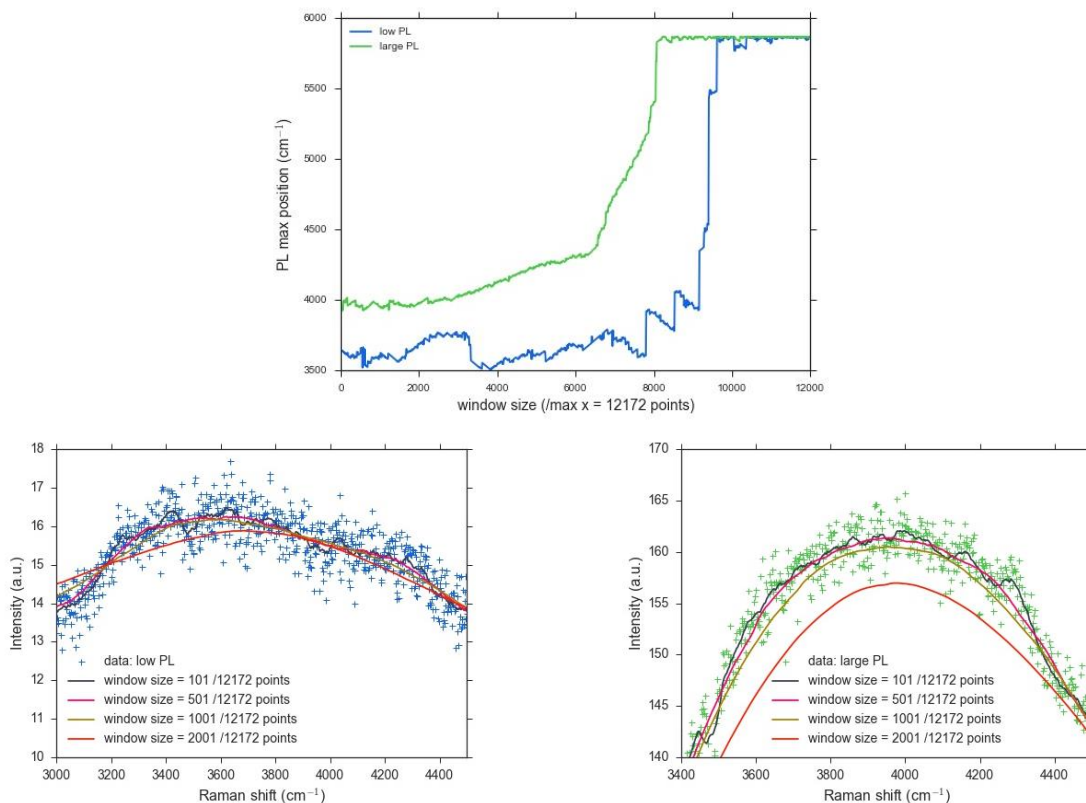 6000
5500
5000
4500
4000
3500
PL max position (cm⁻¹)
low PL
large PL
0 2000 4000 6000 8000 10000 12000
window size (/max x = 12172 points)
18
17
16
15
14
13
12
11
10
Intensity (a.u.)
data: low PL
window size = 101 /12172 points
window size = 501 /12172 points
window size = 1001 /12172 points
window size = 2001 /12172 points
3000 3200 3400 3600 3800 4000 4200 4400
Raman shift (cm⁻¹)
170
165
160
155
150
145
140
Intensity (a.u.)
data: large PL
window size = 101 /12172 points
window size = 501 /12172 points
window size = 1001 /12172 points
window size = 2001 /12172 points
3400 3600 3800 4000 4200 4400
Raman shift (cm⁻¹)